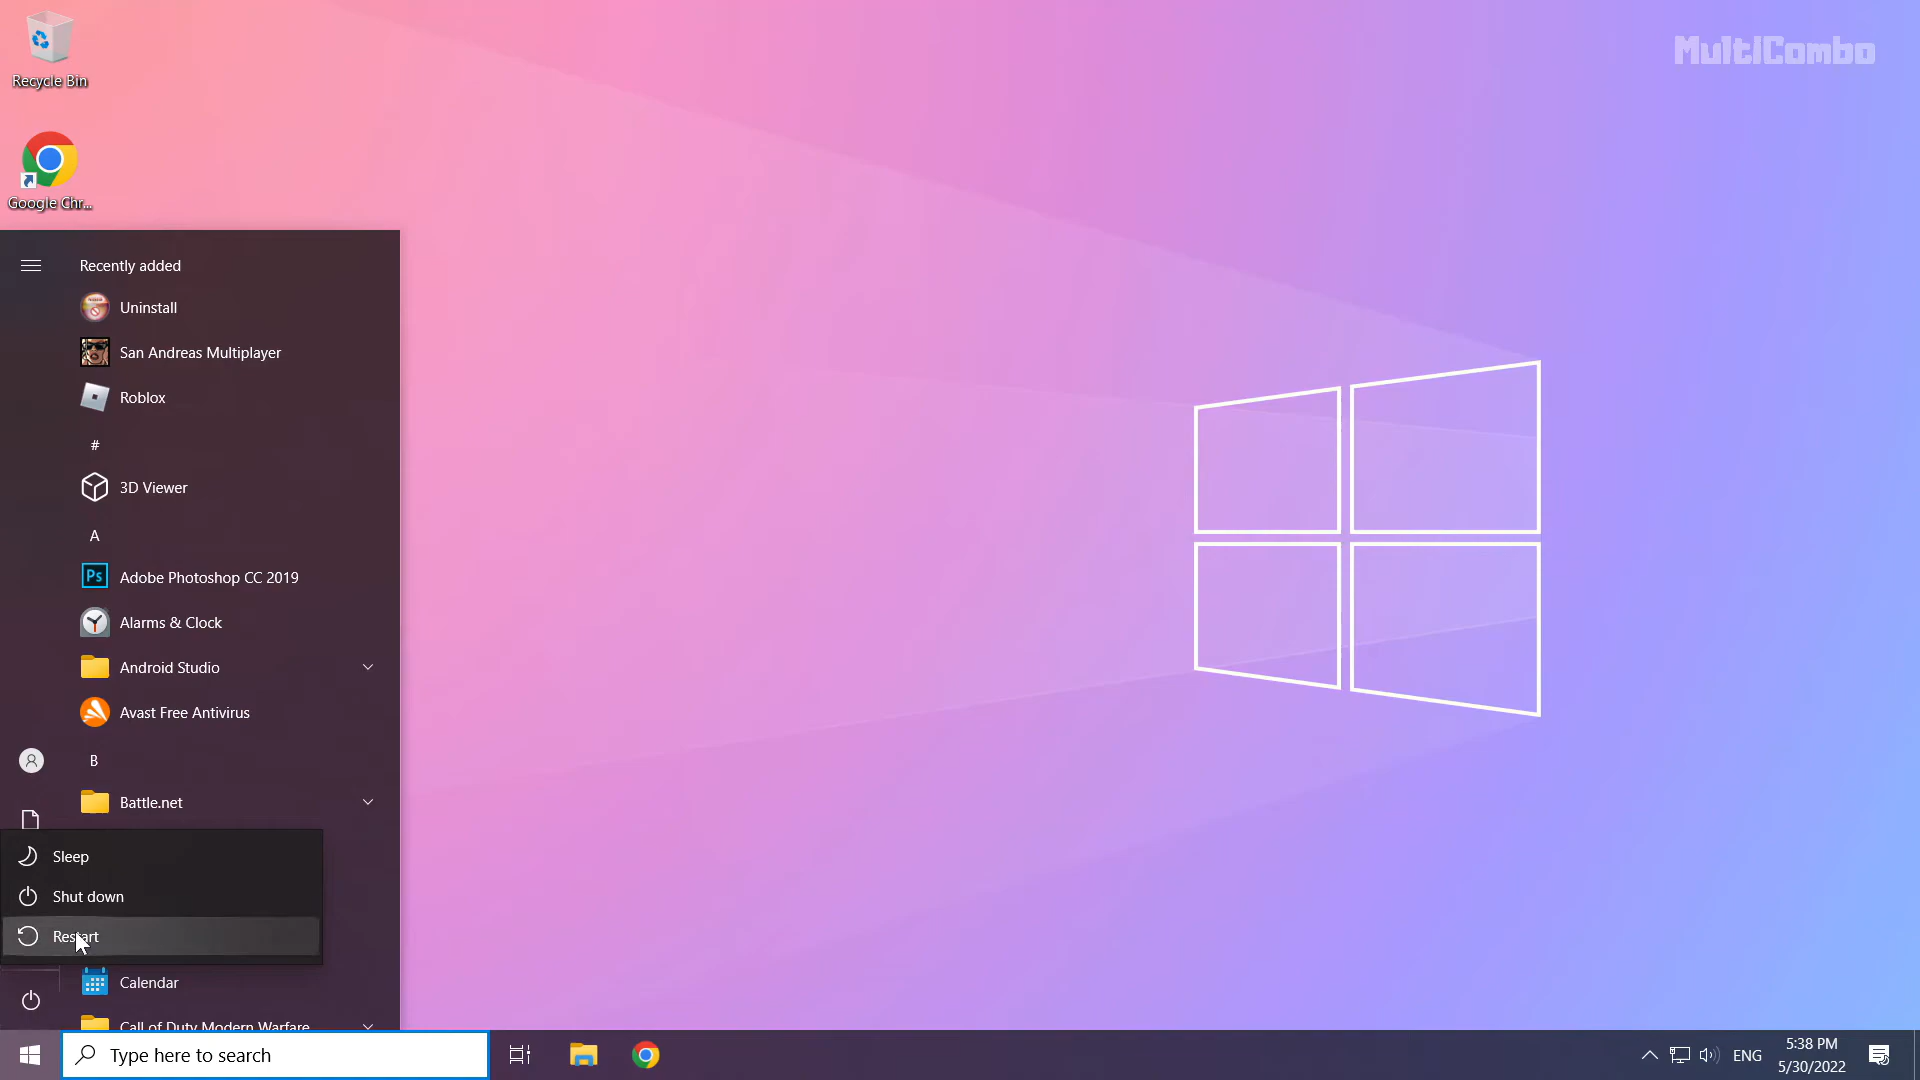 Recycle Bin
MultiCombo
Google Chr...
Recently added
Uninstall
San Andreas Multiplayer
Roblox
#
3D Viewer
A
Ps
Adobe Photoshop CC 2019
Alarms & Clock
Android Studio
Avast Free Antivirus
B
Battle.net
Sleep
Shut down
Restart
Calendar
Call of Duty Modern Warfare
Type here to search
ENG
5:38 PM
5/30/2022